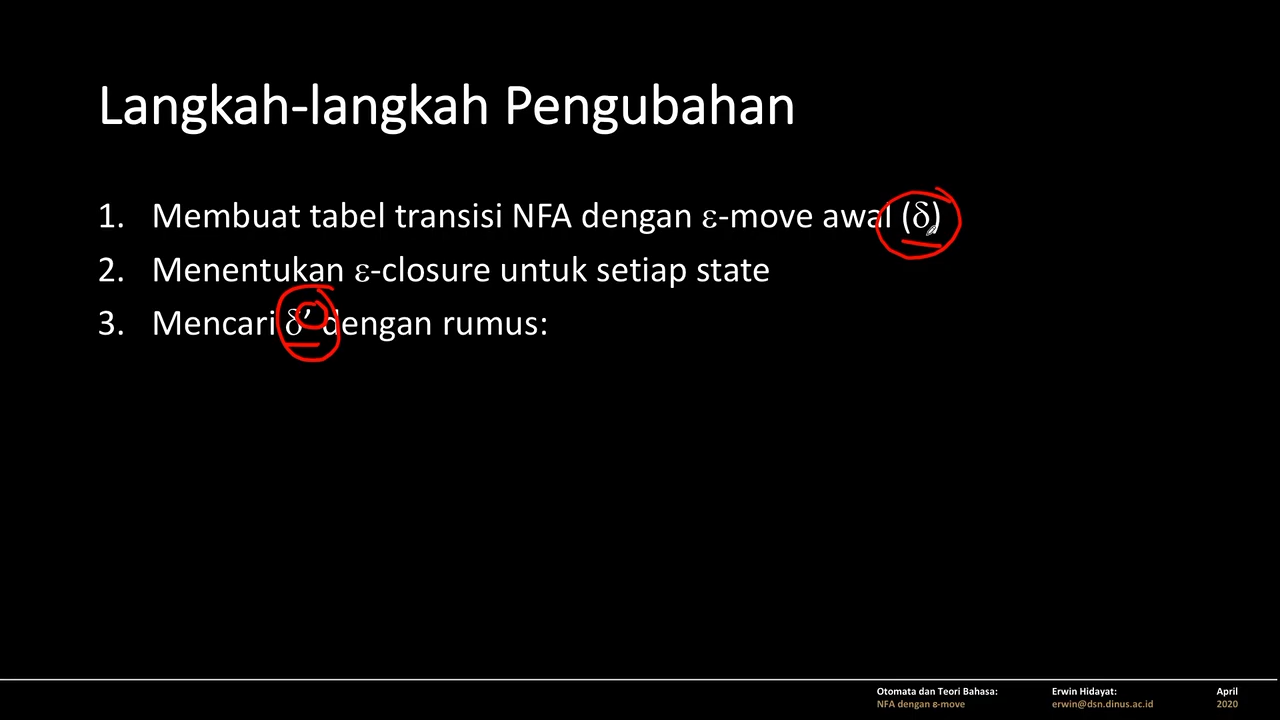 Langkah-langkah Pengubahan
1. Membuat tabel transisi NFA dengan ε-move awal (δ)
2. Menentukan ε-closure untuk setiap state
3. Mencari δ’ dengan rumus:
Otomata dan Teori Bahasa: Erwin Hidayat: April
NFA dengan ε-move erwin@dsn.dinus.ac.id 2020